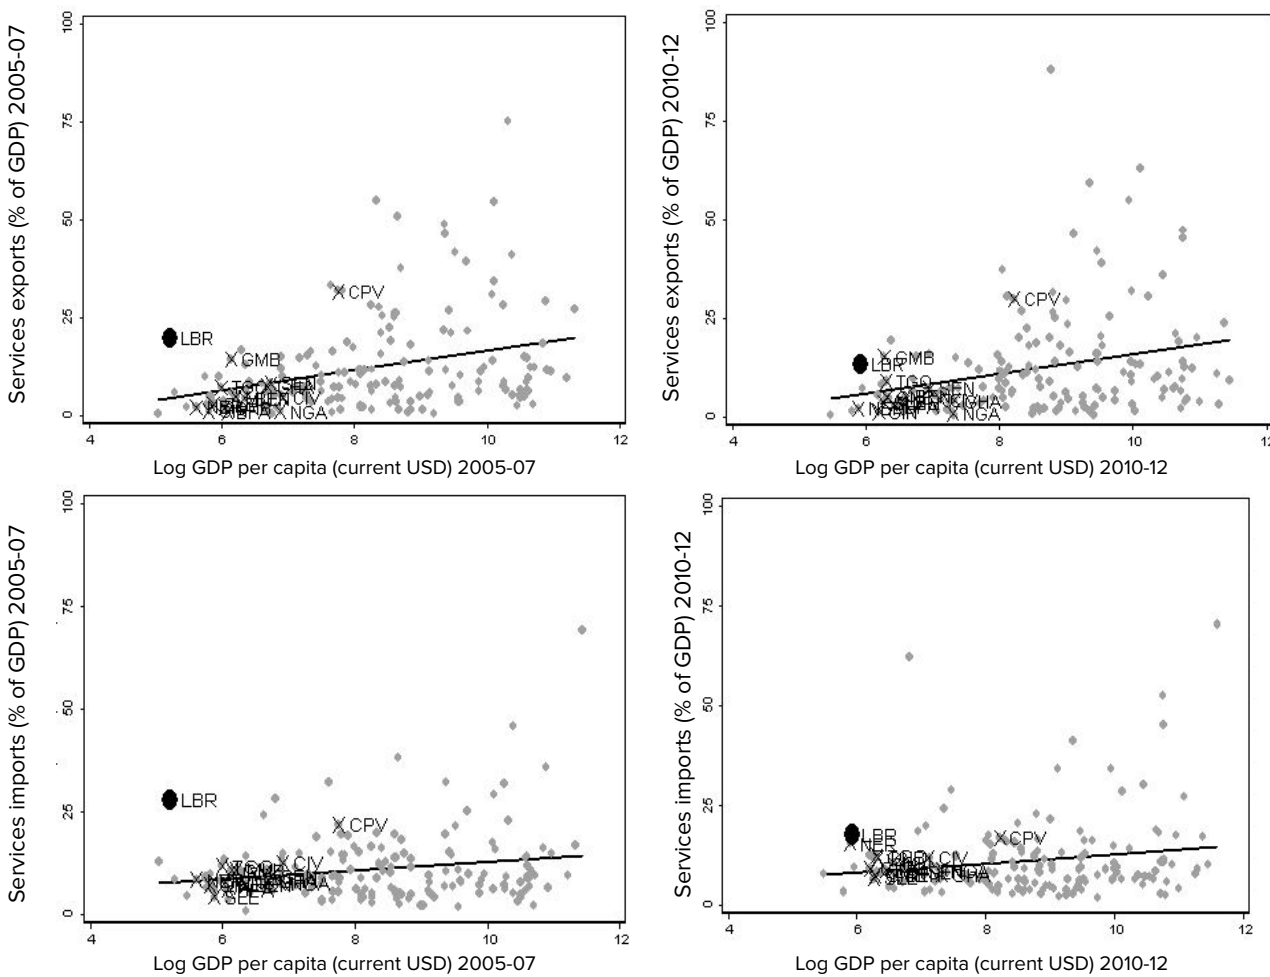 Services exports (% of GDP) 2005-07
100
75
50
25
0
CPV
LBR
GMB
NGA
4 6 8 10 12
Log GDP per capita (current USD) 2005-07
Services exports (% of GDP) 2010-12
100
75
50
25
0
CPV
GMB
LBR
TGO
GHA
GIN
NGA
4 6 8 10 12
Log GDP per capita (current USD) 2010-12
Services imports (% of GDP) 2005-07
100
75
50
25
0
LBR
CPV
CIV
SLE
4 6 8 10 12
Log GDP per capita (current USD) 2005-07
Services imports (% of GDP) 2010-12
100
75
50
25
0
LBR
NER
CPV
CIV
4 6 8 10 12
Log GDP per capita (current USD) 2010-12